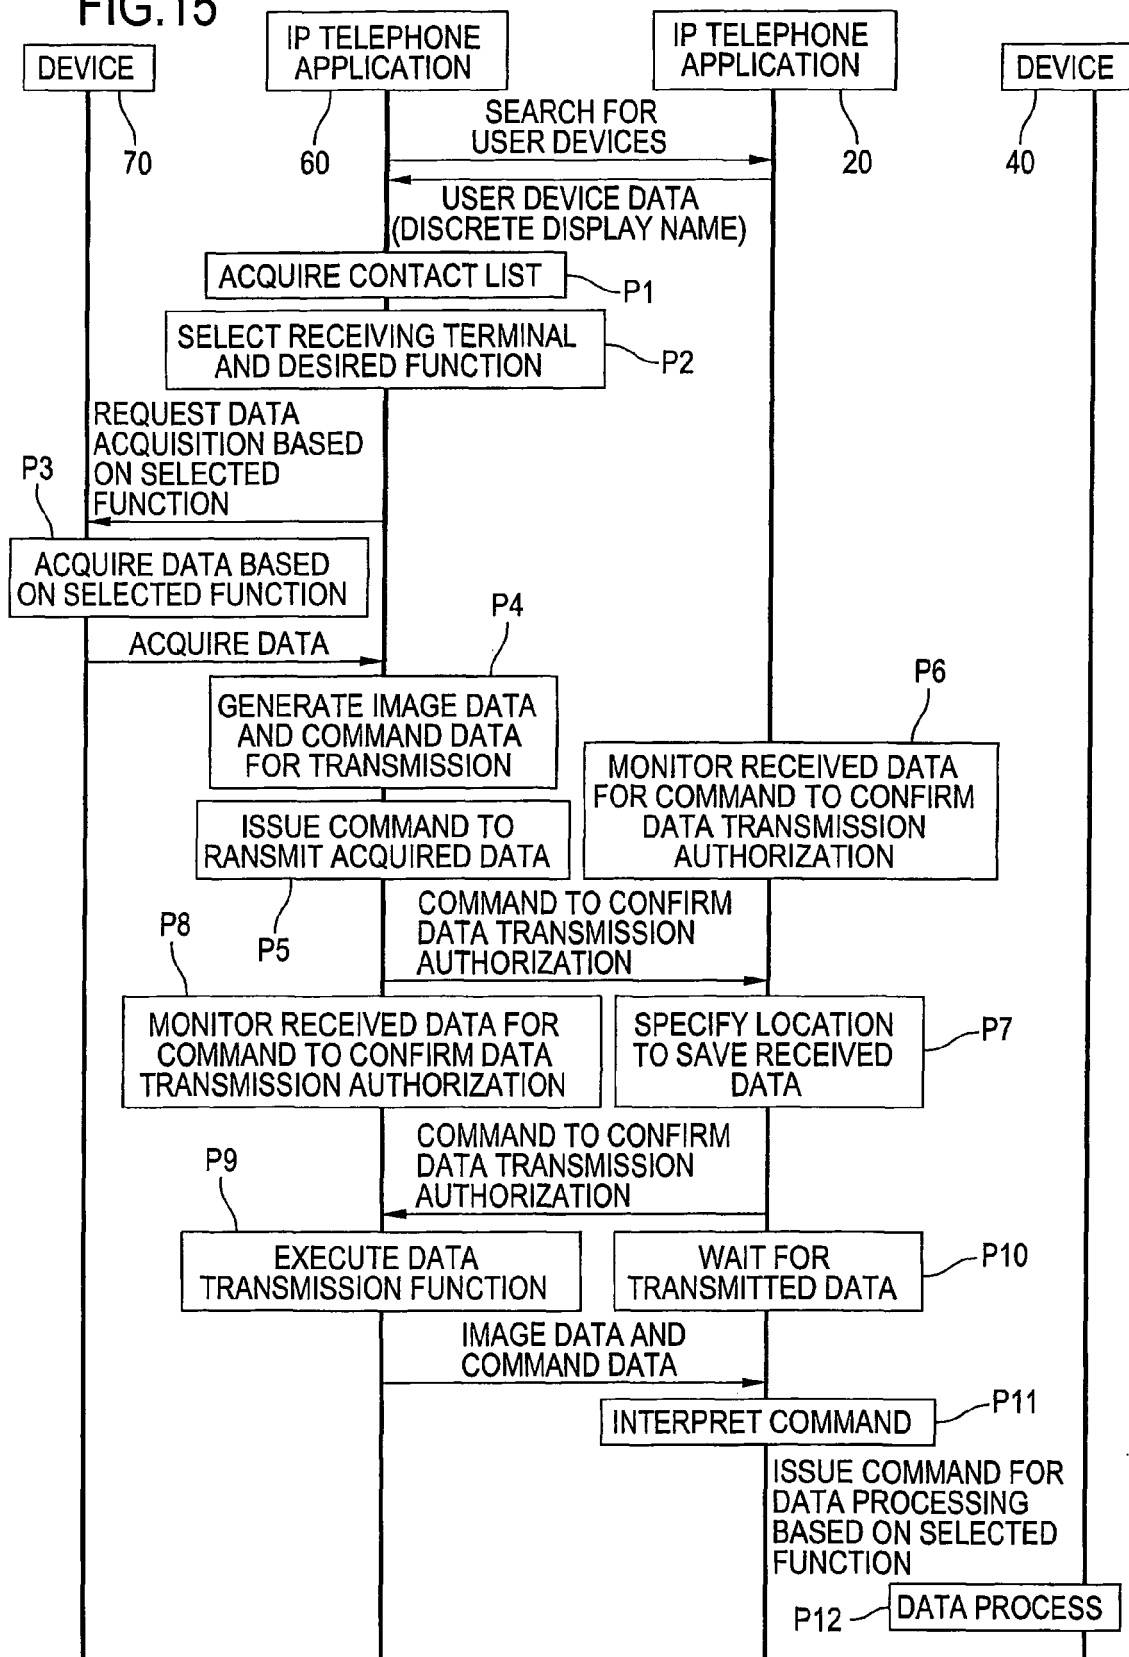 FIG.15
DEVICE
IP TELEPHONE
APPLICATION
IP TELEPHONE
APPLICATION
DEVICE
70
60
20
40
SEARCH FOR
USER DEVICES
USER DEVICE DATA
(DISCRETE DISPLAY NAME)
ACQUIRE CONTACT LIST
P1
SELECT RECEIVING TERMINAL
AND DESIRED FUNCTION
P2
REQUEST DATA
ACQUISITION BASED
ON SELECTED
FUNCTION
P3
ACQUIRE DATA BASED
ON SELECTED FUNCTION
ACQUIRE DATA
P4
GENERATE IMAGE DATA
AND COMMAND DATA
FOR TRANSMISSION
P6
MONITOR RECEIVED DATA
FOR COMMAND TO CONFIRM
DATA TRANSMISSION
AUTHORIZATION
ISSUE COMMAND TO
RANSMIT ACQUIRED DATA
P5
COMMAND TO CONFIRM
DATA TRANSMISSION
AUTHORIZATION
P8
MONITOR RECEIVED DATA FOR
COMMAND TO CONFIRM DATA
TRANSMISSION AUTHORIZATION
SPECIFY LOCATION
TO SAVE RECEIVED
DATA
P7
COMMAND TO CONFIRM
DATA TRANSMISSION
AUTHORIZATION
P9
EXECUTE DATA
TRANSMISSION FUNCTION
WAIT FOR
TRANSMITTED DATA
P10
IMAGE DATA AND
COMMAND DATA
INTERPRET COMMAND
P11
ISSUE COMMAND FOR
DATA PROCESSING
BASED ON SELECTED
FUNCTION
P12
DATA PROCESS